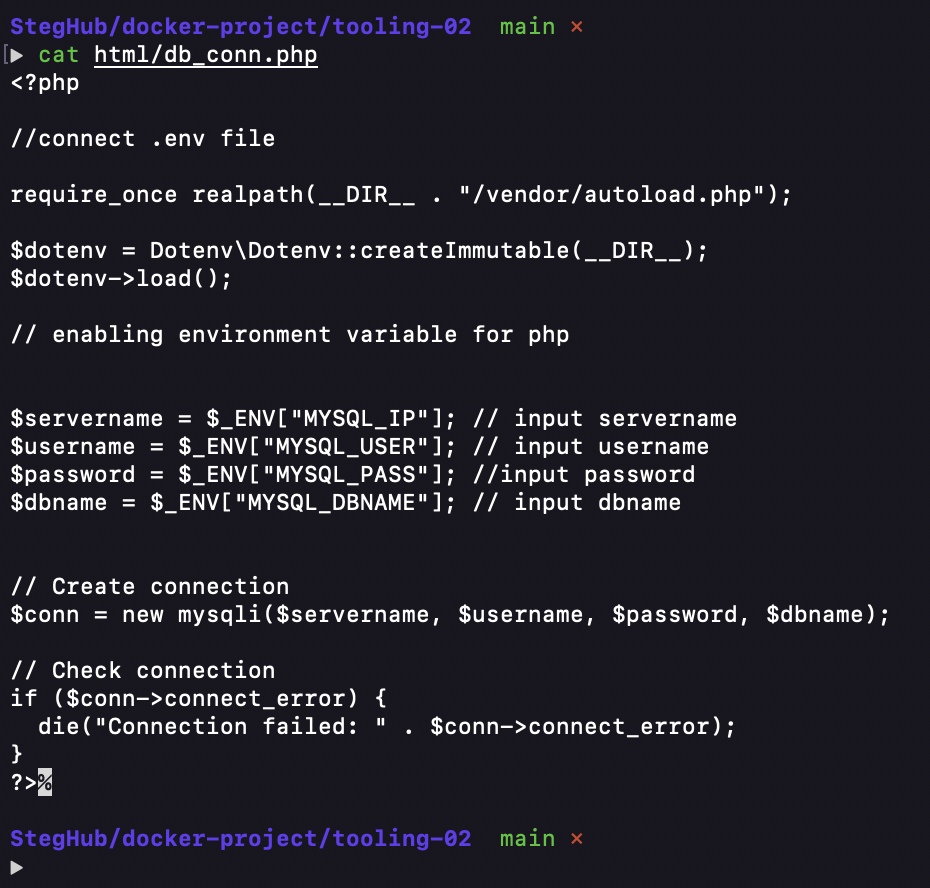 StegHub/docker-project/tooling-02  main ×
▶ cat html/db_conn.php
<?php
//connect .env file
require_once realpath(__DIR__ . "/vendor/autoload.php");
$dotenv = Dotenv\Dotenv::createImmutable(__DIR__);
$dotenv->load();
// enabling environment variable for php
$servername = $_ENV["MYSQL_IP"]; // input servername
$username = $_ENV["MYSQL_USER"]; // input username
$password = $_ENV["MYSQL_PASS"]; //input password
$dbname = $_ENV["MYSQL_DBNAME"]; // input dbname
// Create connection
$conn = new mysqli($servername, $username, $password, $dbname);
// Check connection
if ($conn->connect_error) {
  die("Connection failed: " . $conn->connect_error);
}
?>%
StegHub/docker-project/tooling-02  main ×
▶